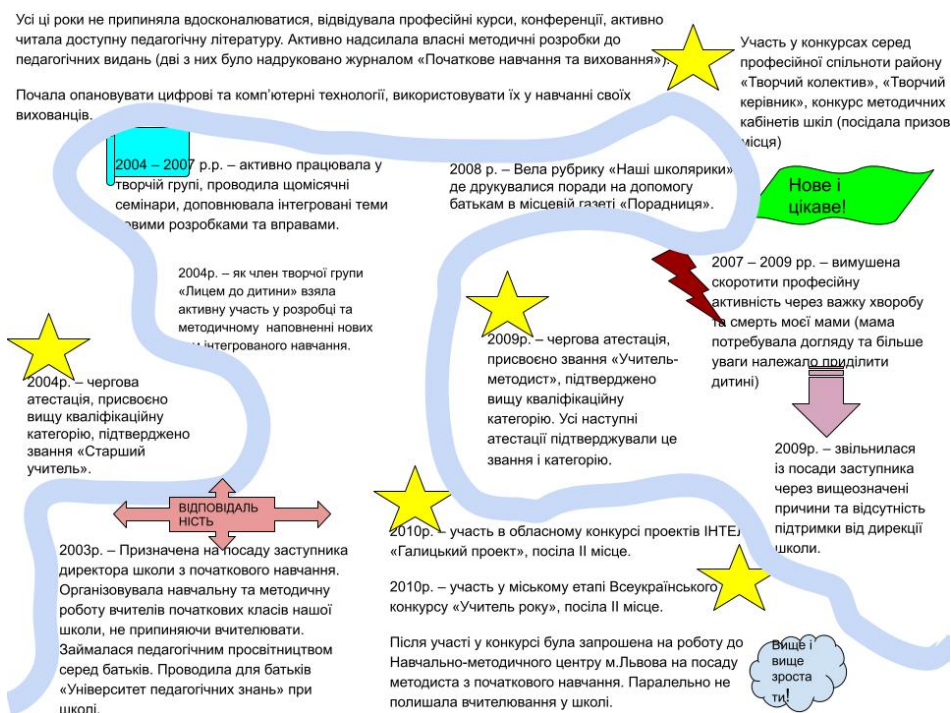 Усі ці роки не припиняла вдосконалюватися, відвідувала професійні курси, конференції, активно
читала доступну педагогічну літературу. Активно надсилала власні методичні розробки до
педагогічних видань (дві з них було надруковано журналом «Початкове навчання та виховання»).
Почала опановувати цифрові та комп’ютерні технології, використовувати їх у навчанні своїх
вихованців.
Участь у конкурсах серед
професійної спільноти району
«Творчий колектив», «Творчий
керівник», конкурс методичних
кабінетів шкіл (посідала призов
місця)
2004 – 2007 р.р. – активно працювала у
творчій групі, проводила щомісячні
семінари, доповнювала інтегровані теми
новими розробками та вправами.
2008 р. – Вела рубрику «Наші школярики»
де друкувалися поради на допомогу
батькам в місцевій газеті «Порадниця».
Нове і
цікаве!
2004р. – як член творчої групи
«Лицем до дитини» взяла
активну участь у розробці та
методичному наповненні нових
інтегрованого навчання.
2007 – 2009 рр. – вимушена
скоротити професійну
активність через важку хворобу
та смерть моєї мами (мама
потребувала догляду та більше
уваги належало приділити
дитині)
2004р. – чергова
атестація, присвоєно
вищу кваліфікаційну
категорію, підтверджено
звання «Старший
учитель».
2009р. – чергова атестація,
присвоєно звання «Учитель-
методист», підтверджено
вищу кваліфікаційну
категорію. Усі наступні
атестації підтверджували це
звання і категорію.
2009р. – звільнилася
із посади заступника
через вищеозначені
причини та відсутність
підтримки від дирекції
школи.
ВІДПОВІДАЛЬ
НІСТЬ
2003р. – Призначена на посаду заступника
директора школи з початкового навчання.
Організовувала навчальну та методичну
роботу вчителів початкових класів нашої
школи, не припиняючи вчителювати.
Займалася педагогічним просвітництвом
серед батьків. Проводила для батьків
«Університет педагогічних знань» при
школі.
2010р. – участь в обласному конкурсі проектів ІНТЕЛ
«Галицький проект», посіла ІІ місце.
2010р. – участь у міському етапі Всеукраїнського
конкурсу «Учитель року», посіла ІІ місце.
Після участі у конкурсі була запрошена на роботу до
Навчально-методичного центру м.Львова на посаду
методиста з початкового навчання. Паралельно не
полишала вчителювання у школі.
Вище і
вище
зроста
ти!